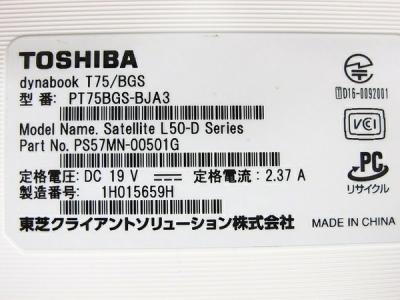 TOSHIBA
dynabook T75/BGS
型 番: PT75BGS-BJA3
Model Name. Satellite L50-D Series
Part No. PS57MN-00501G
定格電圧: DC 19 V 定格電流: 2.37 A
製造番号: 1H015659H
東芝クライアントソリューション株式会社
D16-0092001
VCI
PC
リサイクル
MADE IN CHINA